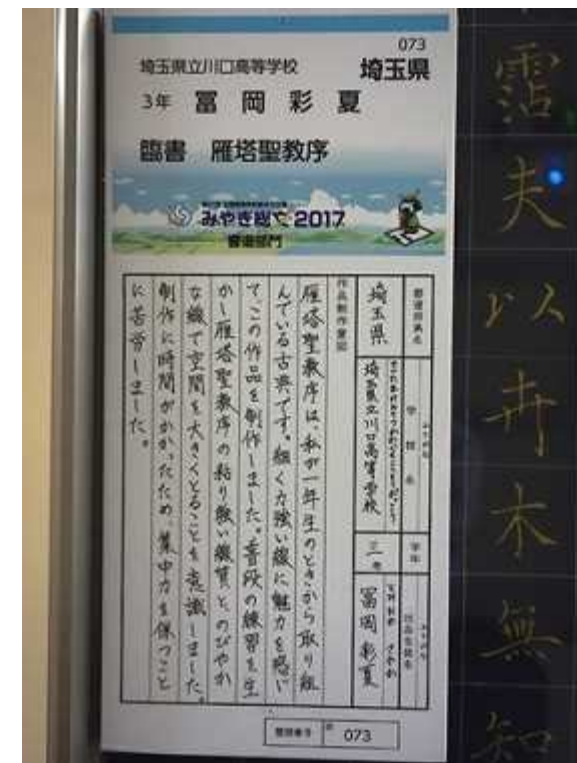 073
埼玉県立川口高等学校 埼玉県
3年 冨岡彩夏
臨書 雁塔聖教序
みやぎ総文2017
書道部門
都道府県名
埼玉県
学校名
埼玉県立川口高等学校
学年
三年
冨岡彩夏
作品制作意図
雁塔聖教序は、私が一年生のときから取り組
んでいる古典です。細く力強い線に魅力を感じ
て、この作品を制作しました。普段の練習を生
かし雁塔聖教序の粘り強い線質と、のびやか
な線で空間を大きくとることを意識しました。
制作に時間がかかったため、集中力を保つこと
に苦労しました。
整理番号 073
霑
夫
以
卉
木
無
知